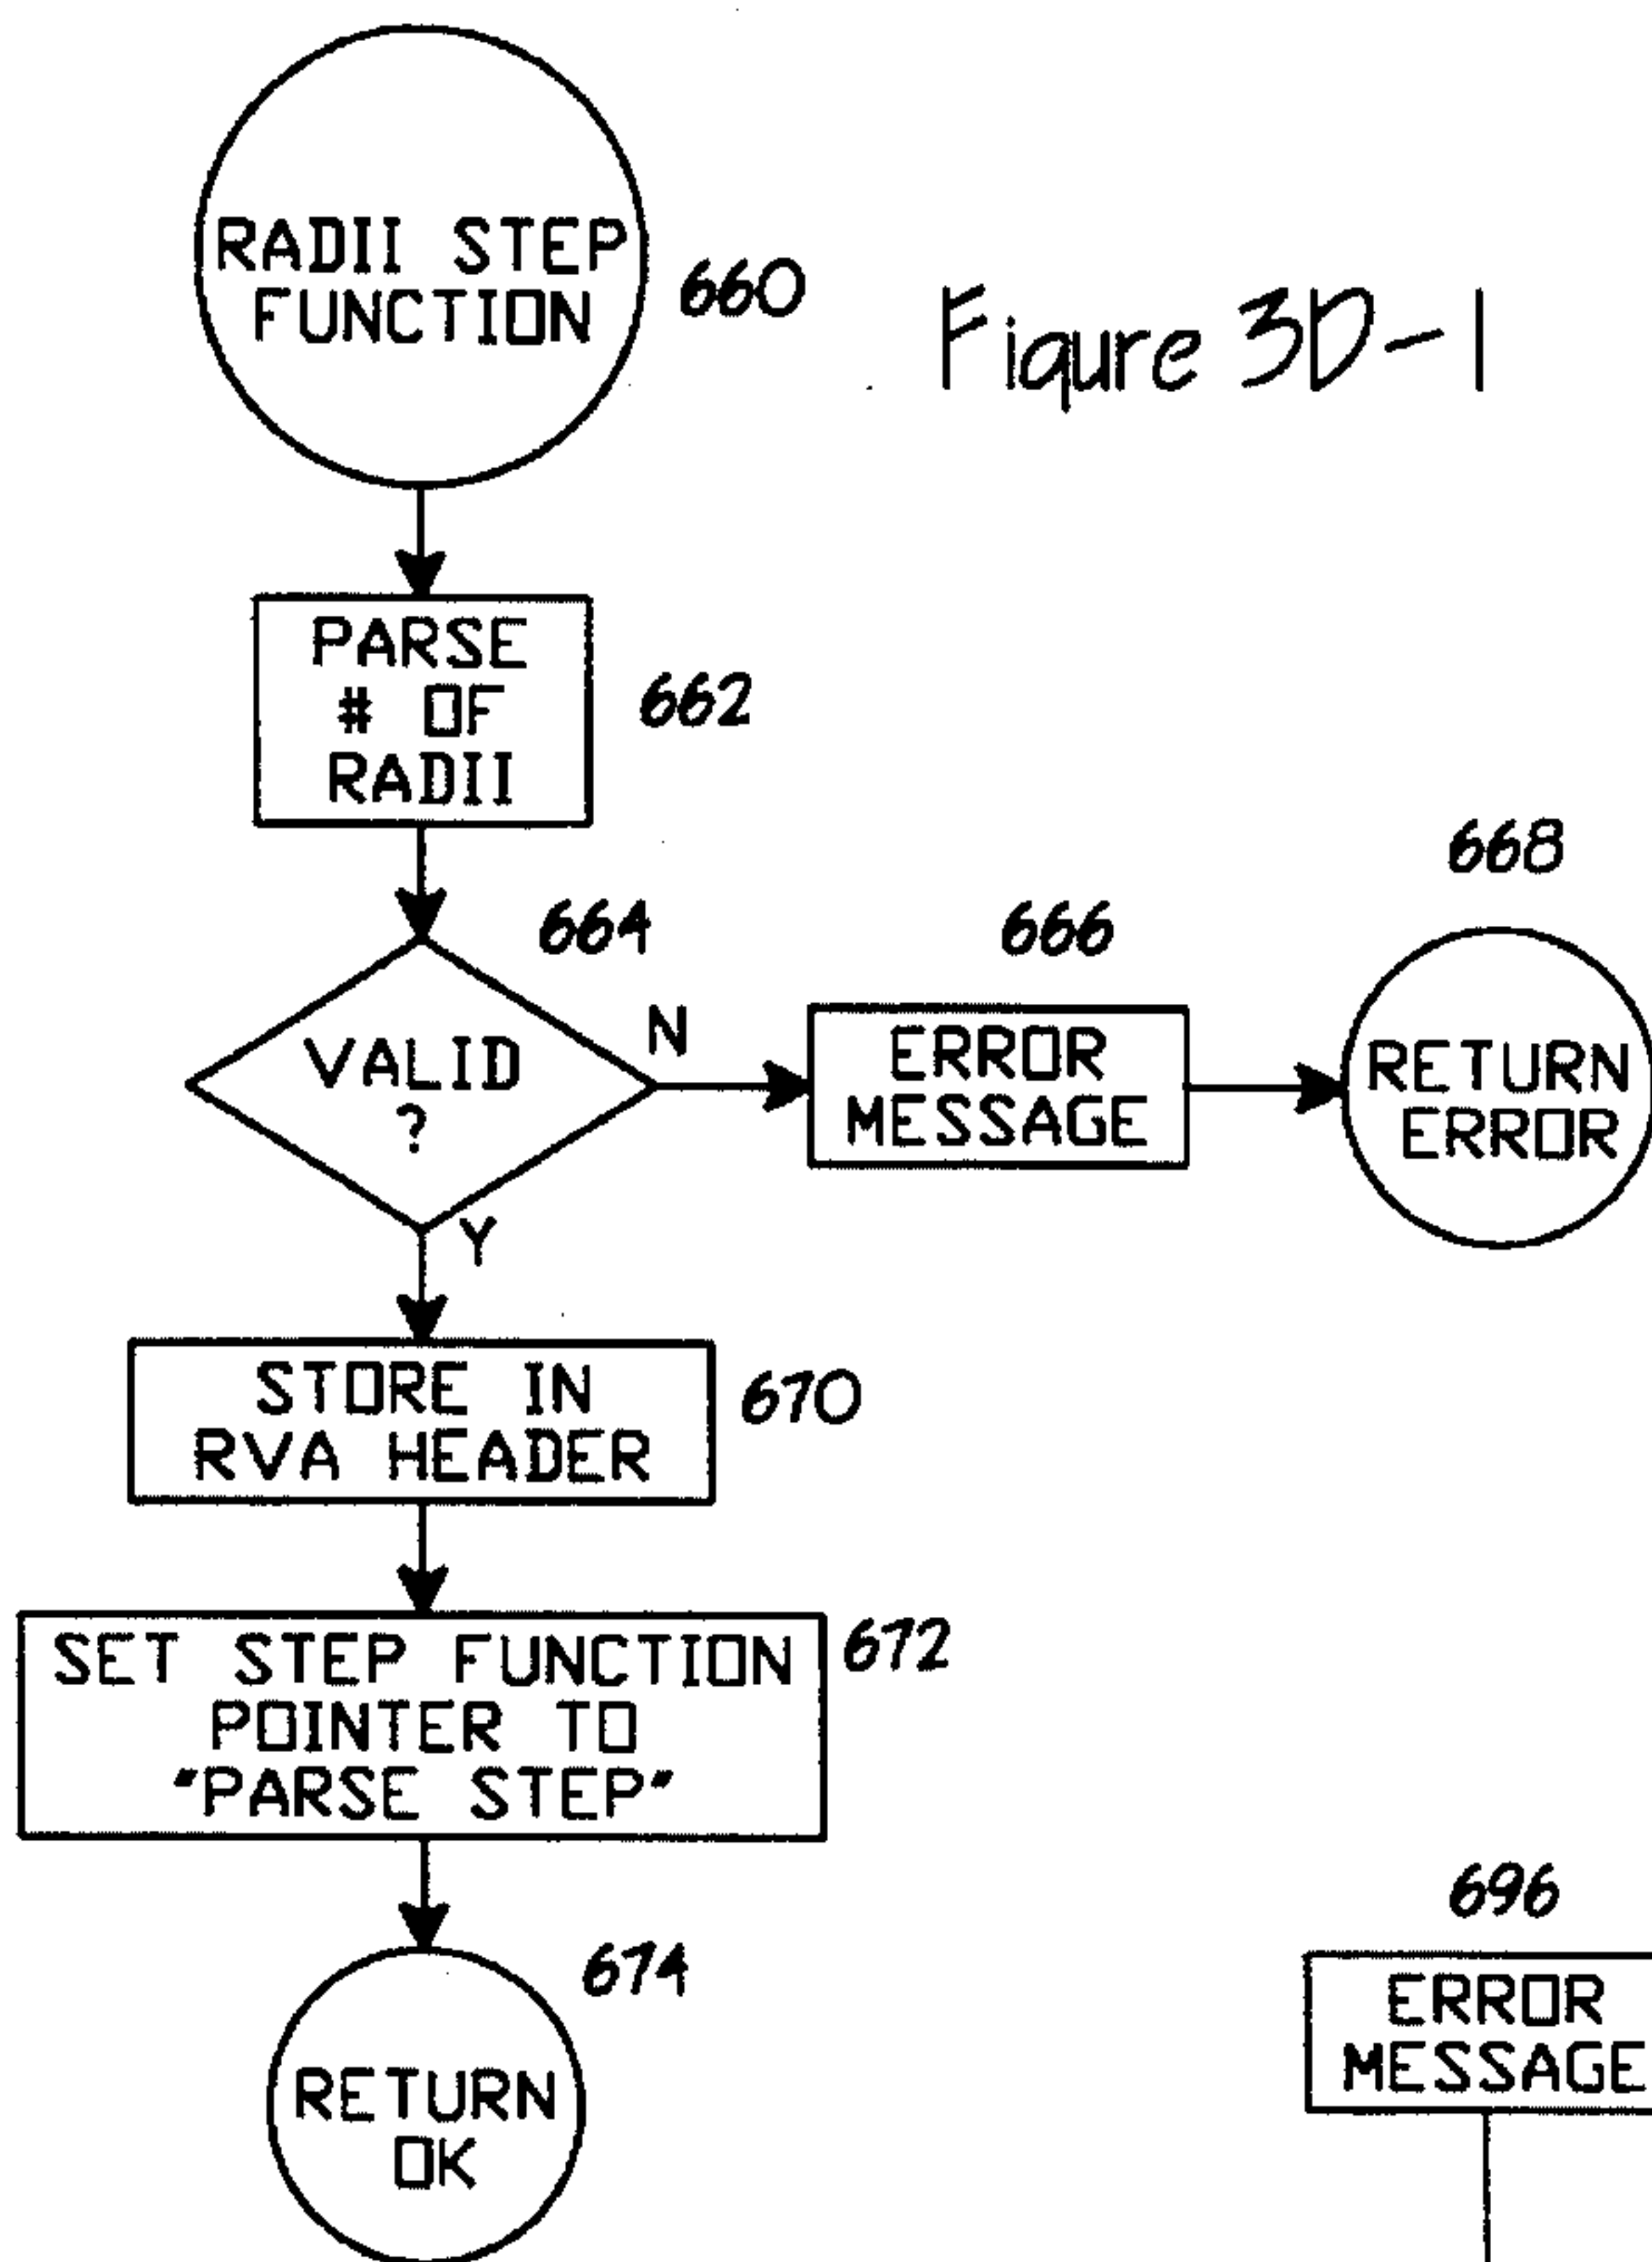 RADII STEP
FUNCTION
660
Figure 3D-1
PARSE
# OF
RADII
662
664
VALID
?
N
Y
666
ERROR
MESSAGE
668
RETURN
ERROR
STORE IN
RVA HEADER
670
SET STEP FUNCTION
POINTER TO
"PARSE STEP"
672
674
RETURN
OK
696
ERROR
MESSAGE